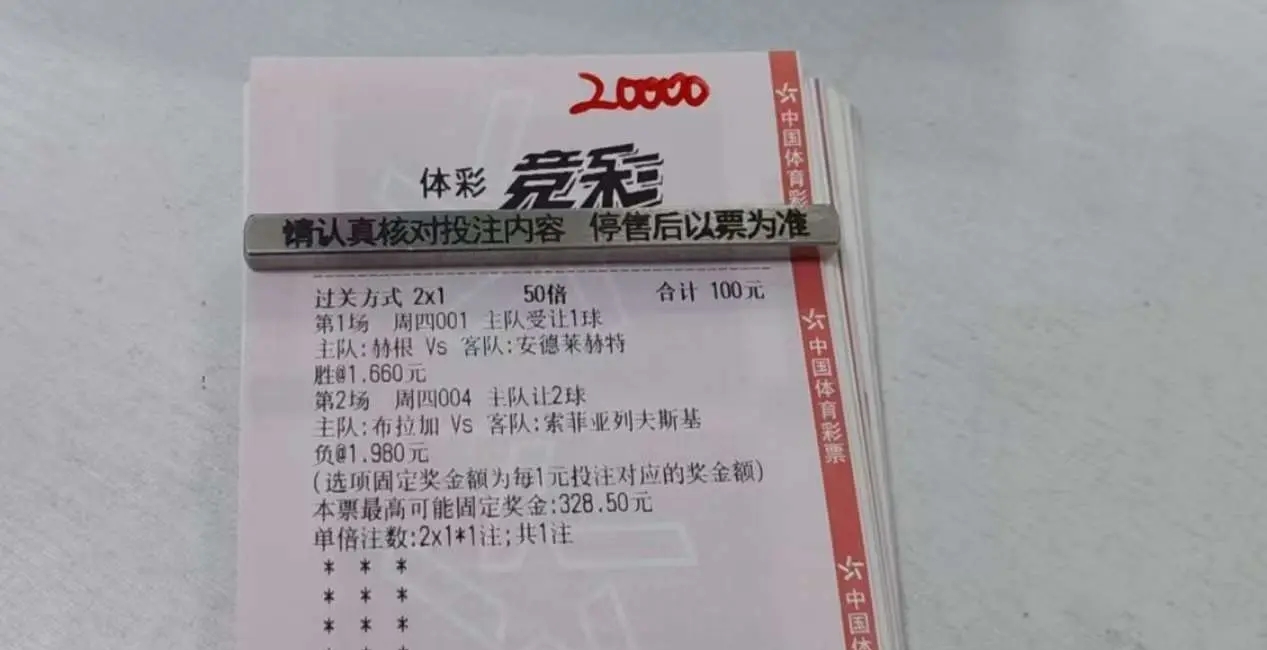 20000
体彩 竞彩
请认真核对投注内容 停售后以票为准
过关方式 2x1 50倍 合计 100元
第1场 周四001 主队受让1球
主队:赫根 Vs 客队:安德莱赫特
胜@1.660元
第2场 周四004 主队让2球
主队:布拉加 Vs 客队:索菲亚列夫斯基
负@1.980元
(选项固定奖金额为每1元投注对应的奖金额)
本票最高可能固定奖金:328.50元
单倍注数:2x1*1注;共1注
* * *
* * *
* * *
中国体育彩
中国体育彩票
中国体